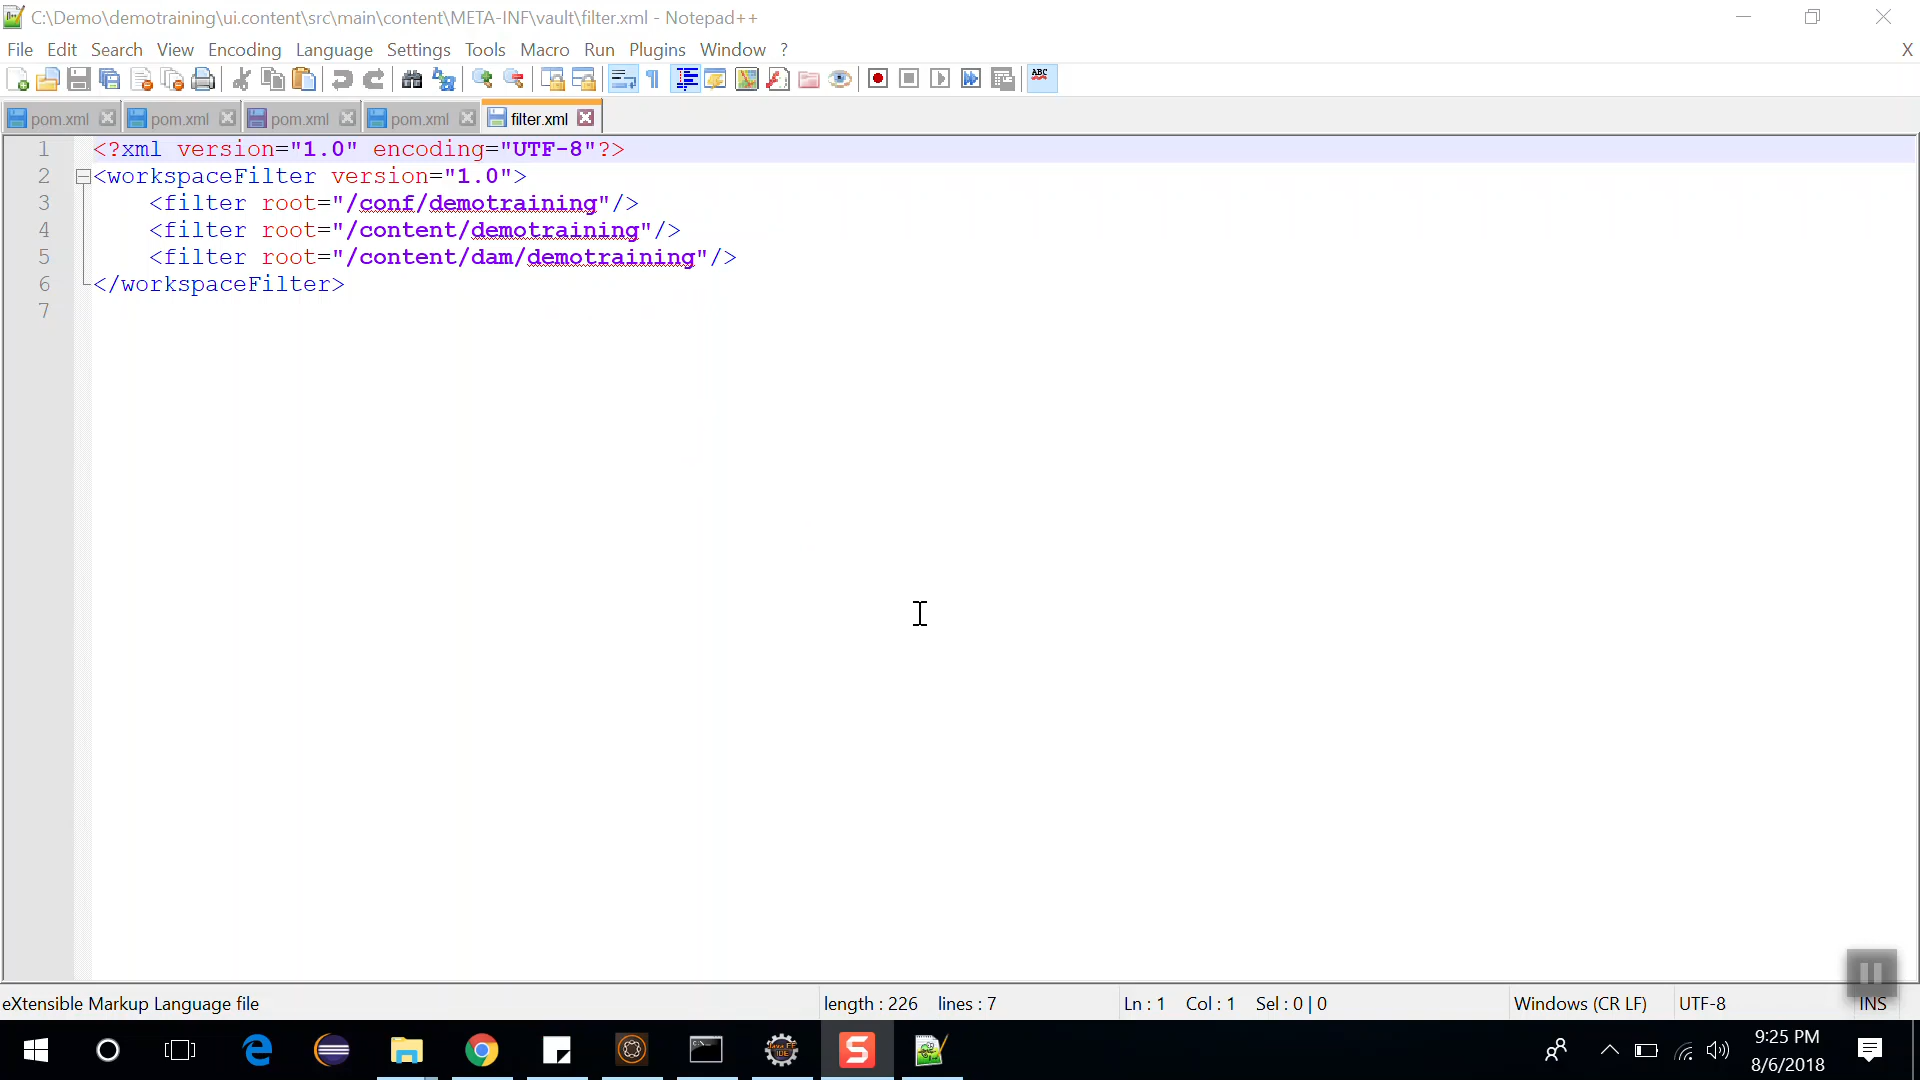 C:\Demo\demotraining\ui.content\src\main\content\META-INF\vault\filter.xml - Notepad++
File Edit Search View Encoding Language Settings Tools Macro Run Plugins Window ? X
ABC
pom.xml pom.xml pom.xml pom.xml filter.xml
1 <?xml version="1.0" encoding="UTF-8"?>
2 <workspaceFilter version="1.0">
3 <filter root="/conf/demotraining"/>
4 <filter root="/content/demotraining"/>
5 <filter root="/content/dam/demotraining"/>
6 </workspaceFilter>
7
eXtensible Markup Language file length : 226 lines : 7 Ln : 1 Col : 1 Sel : 0 | 0 Windows (CR LF) UTF-8 INS
S
9:25 PM
8/6/2018